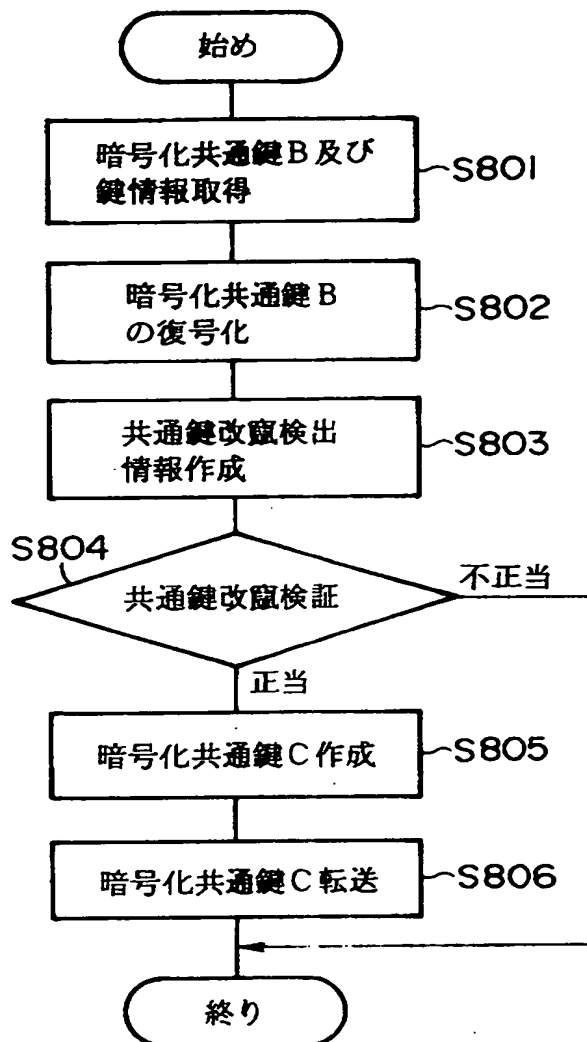 始め
暗号化共通鍵B及び
鍵情報取得
S801
暗号化共通鍵B
の復号化
S802
共通鍵改竄検出
情報作成
S803
S804
共通鍵改竄検証
不正当
正当
暗号化共通鍵C作成
S805
暗号化共通鍵C転送
S806
終り